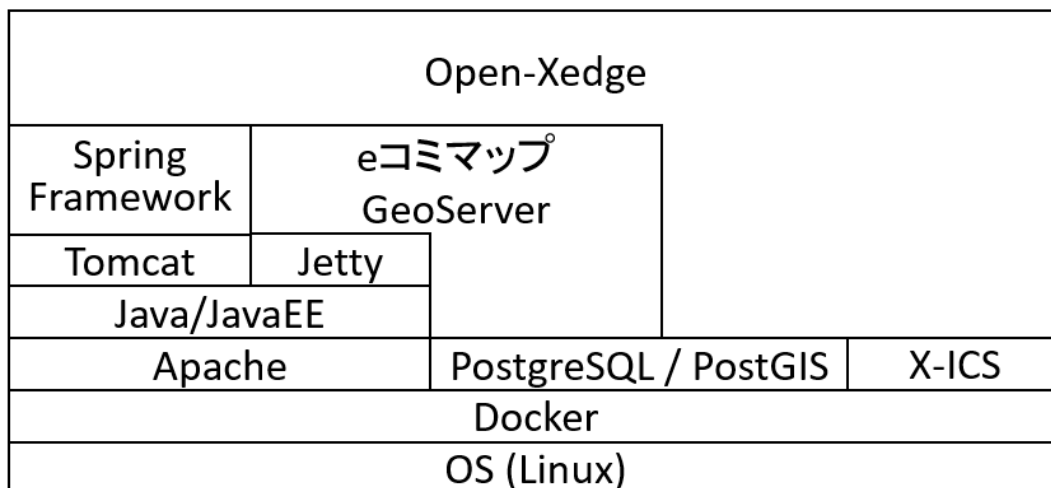 Open-Xedge
Spring
Framework
eコミマップ
GeoServer
Tomcat
Jetty
Java/JavaEE
Apache
PostgreSQL / PostGIS
X-ICS
Docker
OS (Linux)